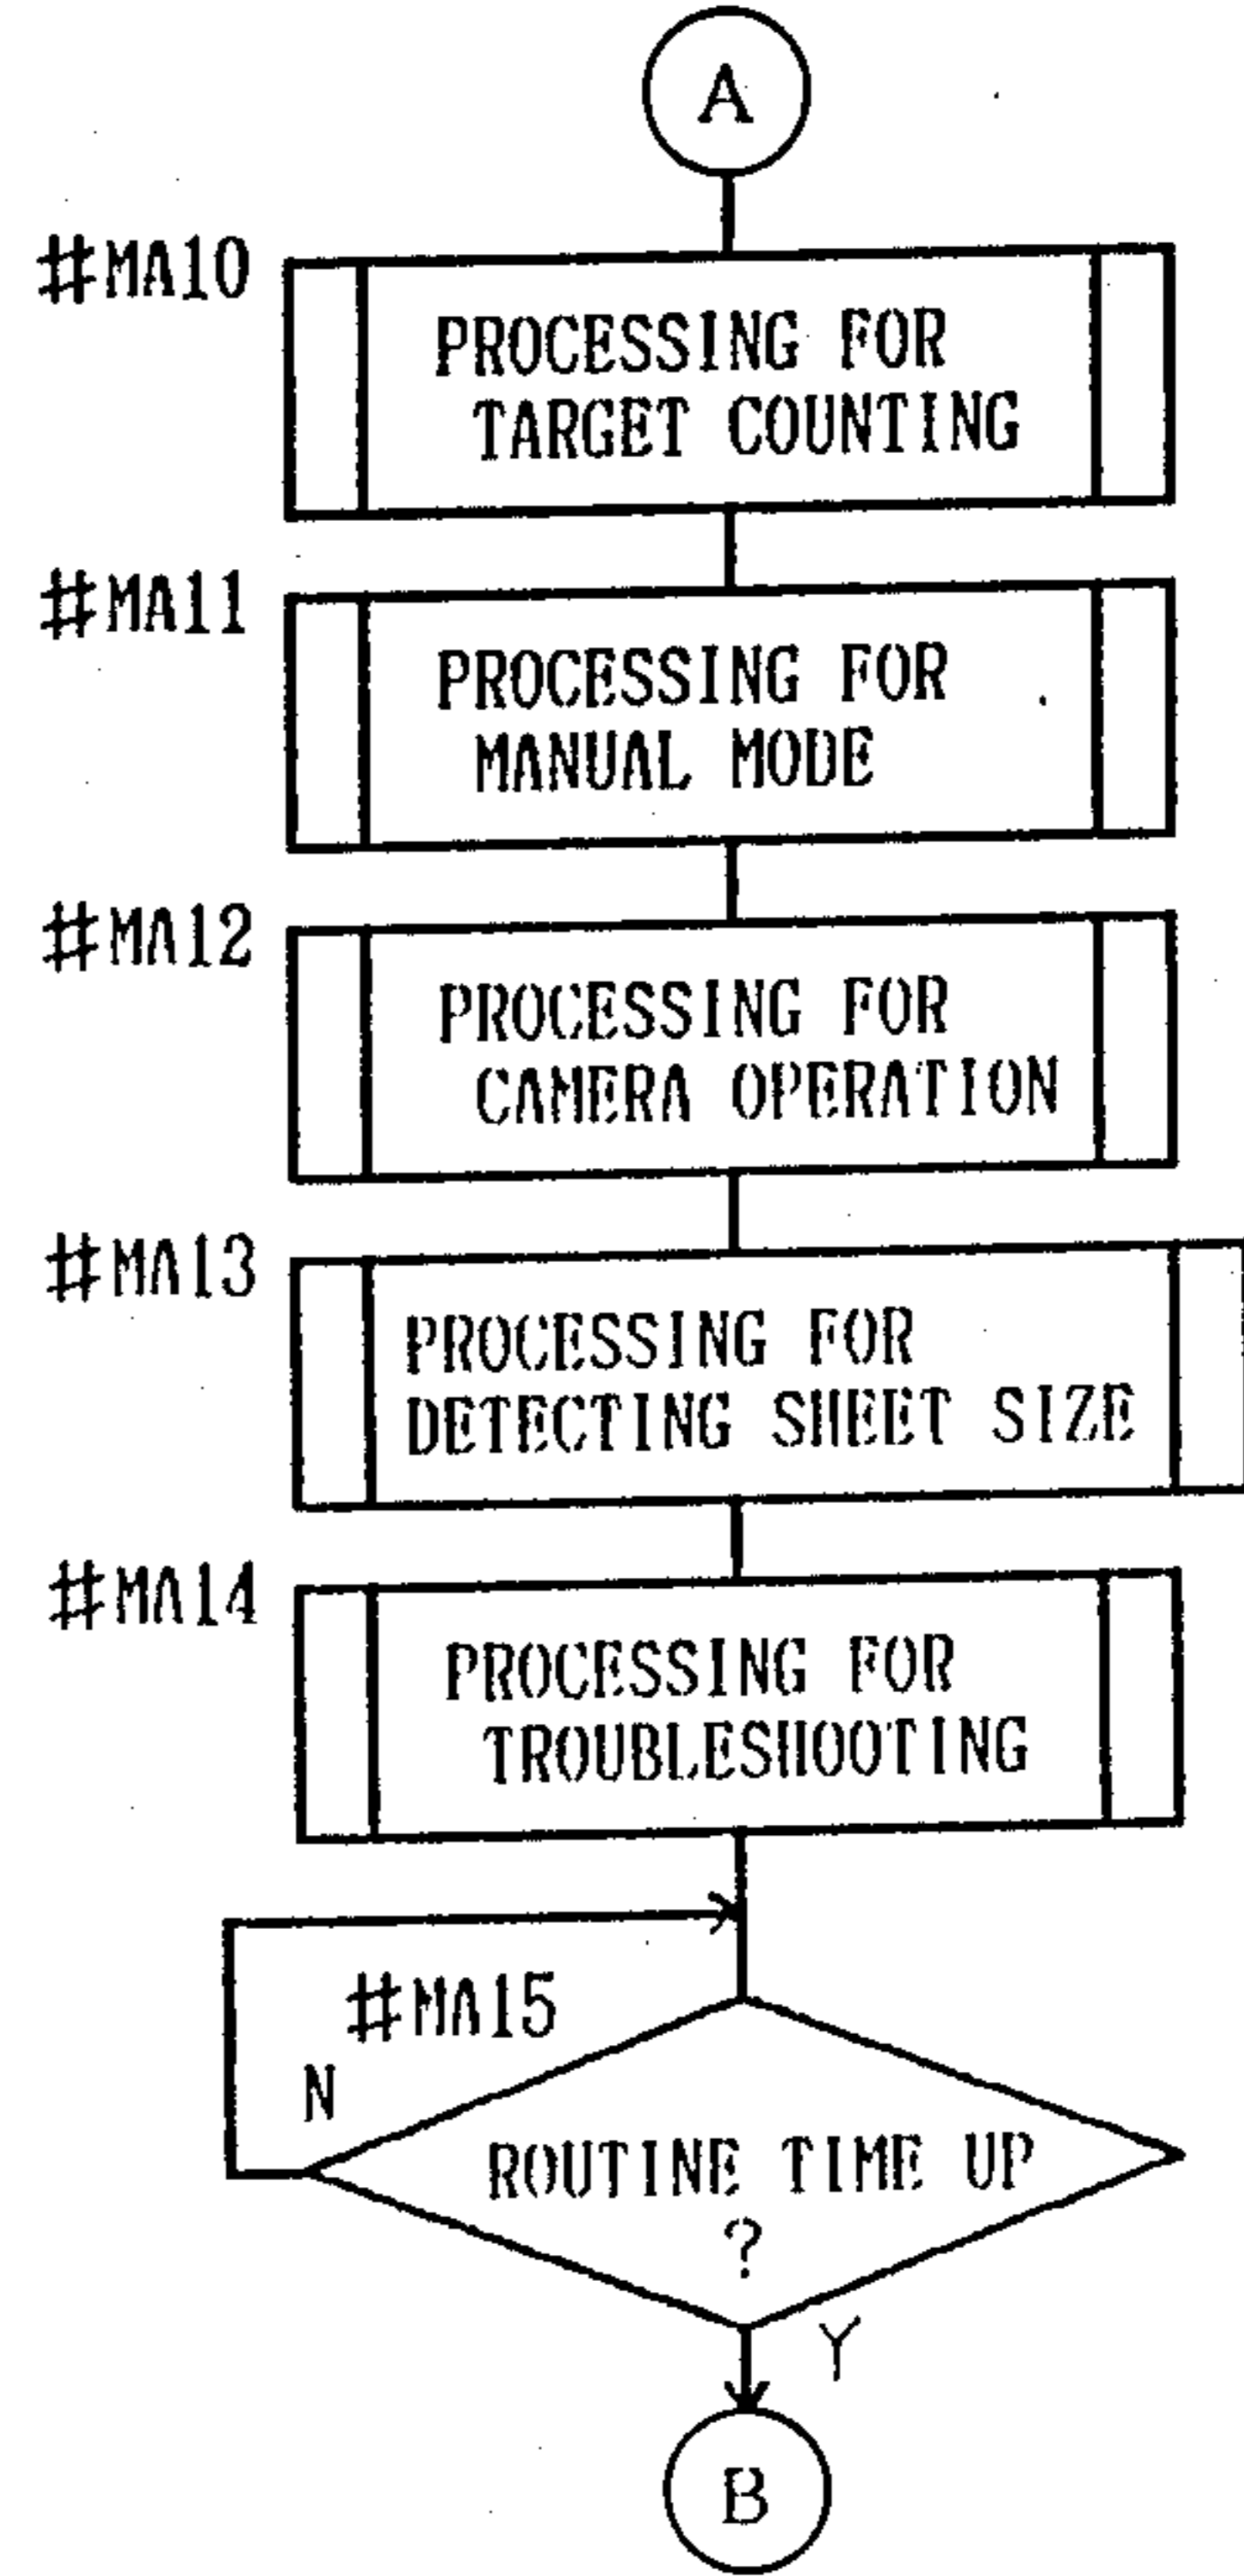 A
#MA10
PROCESSING FOR
TARGET COUNTING
#MA11
PROCESSING FOR
MANUAL MODE
#MA12
PROCESSING FOR
CAMERA OPERATION
#MA13
PROCESSING FOR
DETECTING SHEET SIZE
#MA14
PROCESSING FOR
TROUBLESHOOTING
#MA15
N
ROUTINE TIME UP
?
Y
B